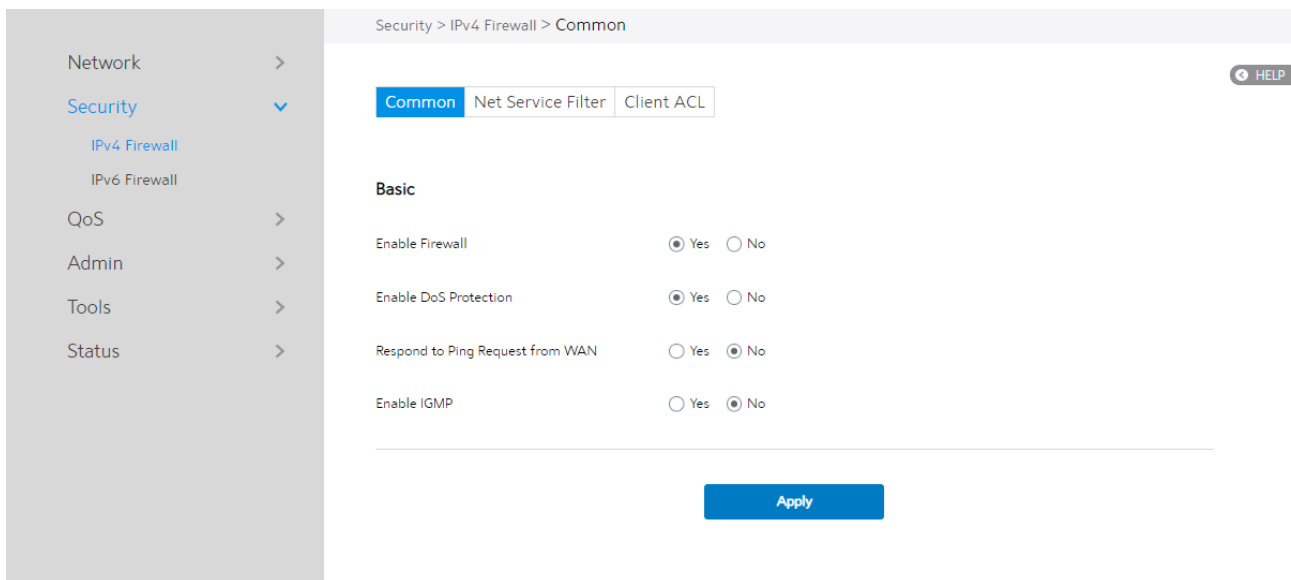 Security > IPv4 Firewall > Common
HELP
Network
Security
IPv4 Firewall
IPv6 Firewall
QoS
Admin
Tools
Status
Common
Net Service Filter
Client ACL
Basic
Enable Firewall Yes No
Enable DoS Protection Yes No
Respond to Ping Request from WAN Yes No
Enable IGMP Yes No
Apply